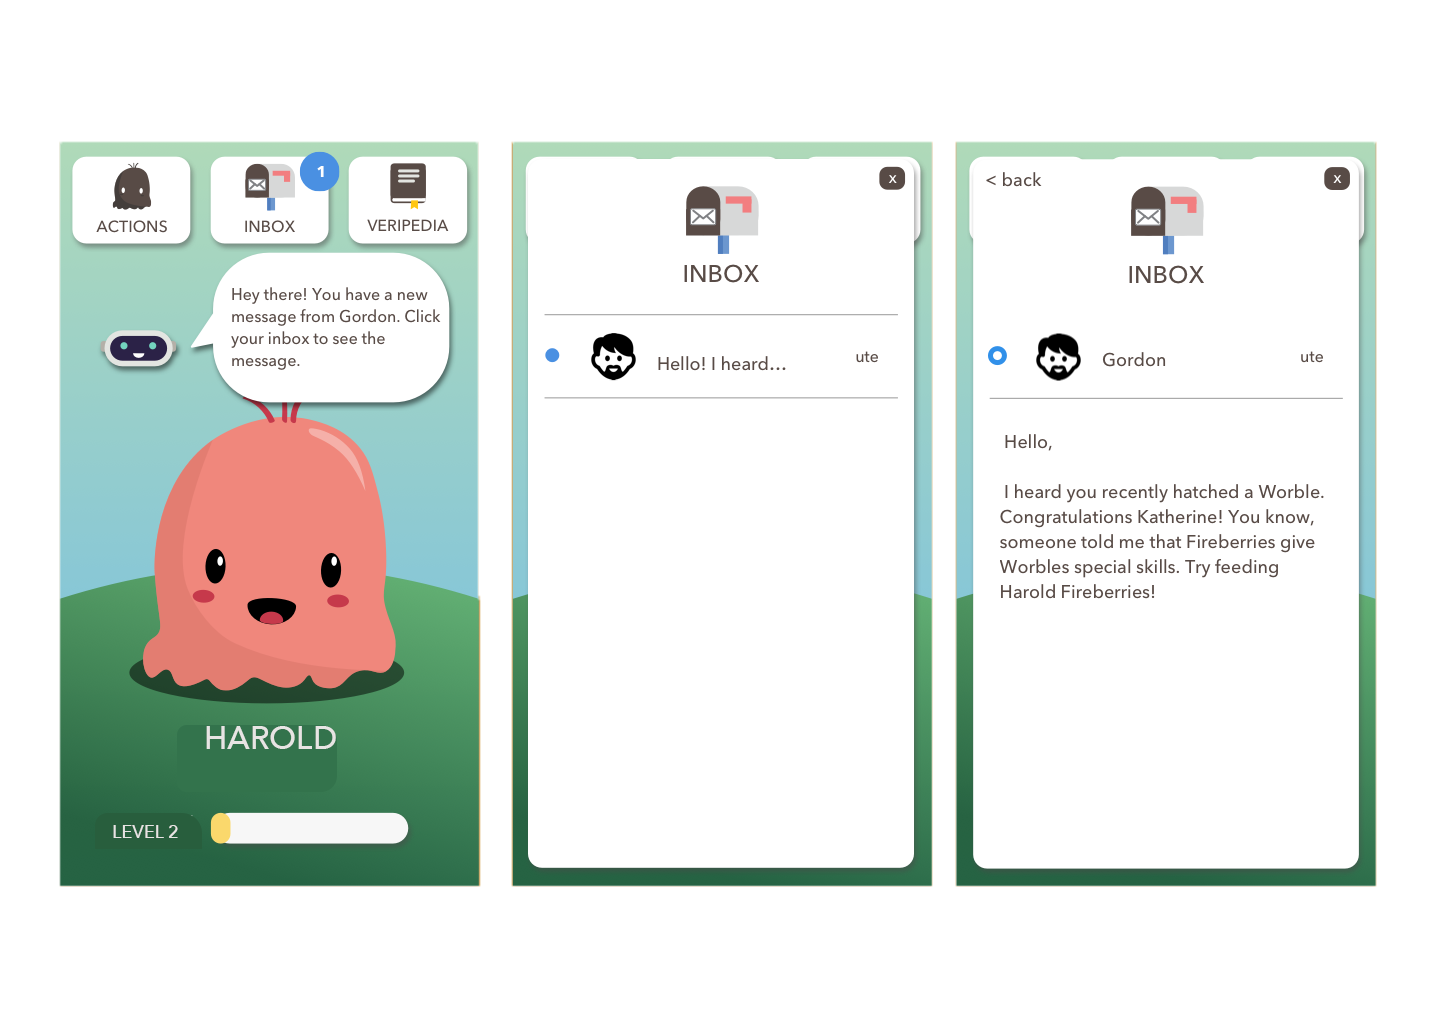 ACTIONS
INBOX
1
VERIPEDIA
Hey there! You have a new
message from Gordon. Click
your inbox to see the
message.
HAROLD
LEVEL 2
x
INBOX
Hello! I heard...
ute
< back
x
INBOX
Gordon
ute
Hello,
I heard you recently hatched a Worble.
Congratulations Katherine! You know,
someone told me that Fireberries give
Worbles special skills. Try feeding
Harold Fireberries!